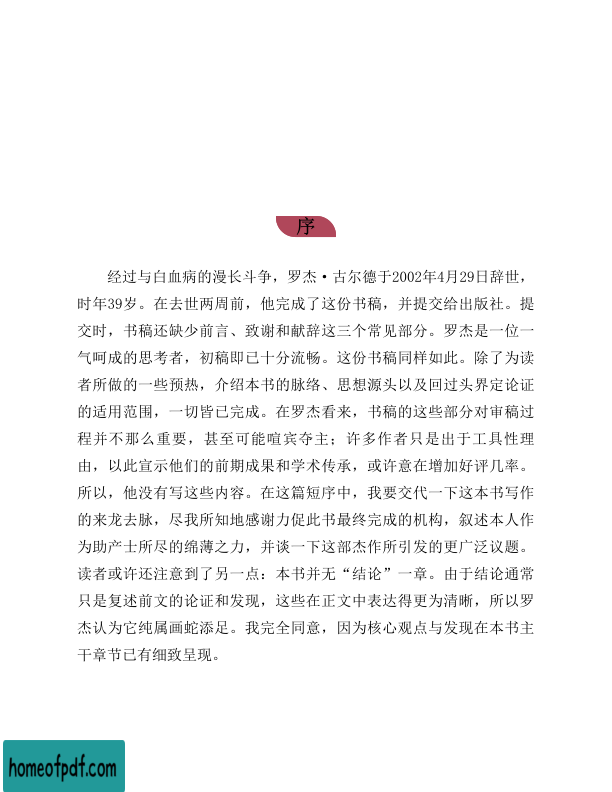 序
经过与白血病的漫长斗争，罗杰·古尔德于2002年4月29日辞世，
时年39岁。在去世两周前，他完成了这份书稿，并提交给出版社。提
交时，书稿还缺少前言、致谢和献辞这三个常见部分。罗杰是一位一
气呵成的思考者，初稿即已十分流畅。这份书稿同样如此。除了为读
者所做的一些预热，介绍本书的脉络、思想源头以及回过头界定论证
的适用范围，一切皆已完成。在罗杰看来，书稿的这些部分对审稿过
程并不那么重要，甚至可能喧宾夺主；许多作者只是出于工具性理
由，以此宣示他们的前期成果和学术传承，或许意在增加好评几率。
所以，他没有写这些内容。在这篇短序中，我要交代一下这本书写作
的来龙去脉，尽我所知地感谢力促此书最终完成的机构，叙述本人作
为助产士所尽的绵薄之力，并谈一下这部杰作所引发的更广泛议题。
读者或许还注意到了另一点：本书并无“结论”一章。由于结论通常
只是复述前文的论证和发现，这些在正文中表达得更为清晰，所以罗
杰认为它纯属画蛇添足。我完全同意，因为核心观点与发现在本书主
干章节已有细致呈现。
homeofpdf.com